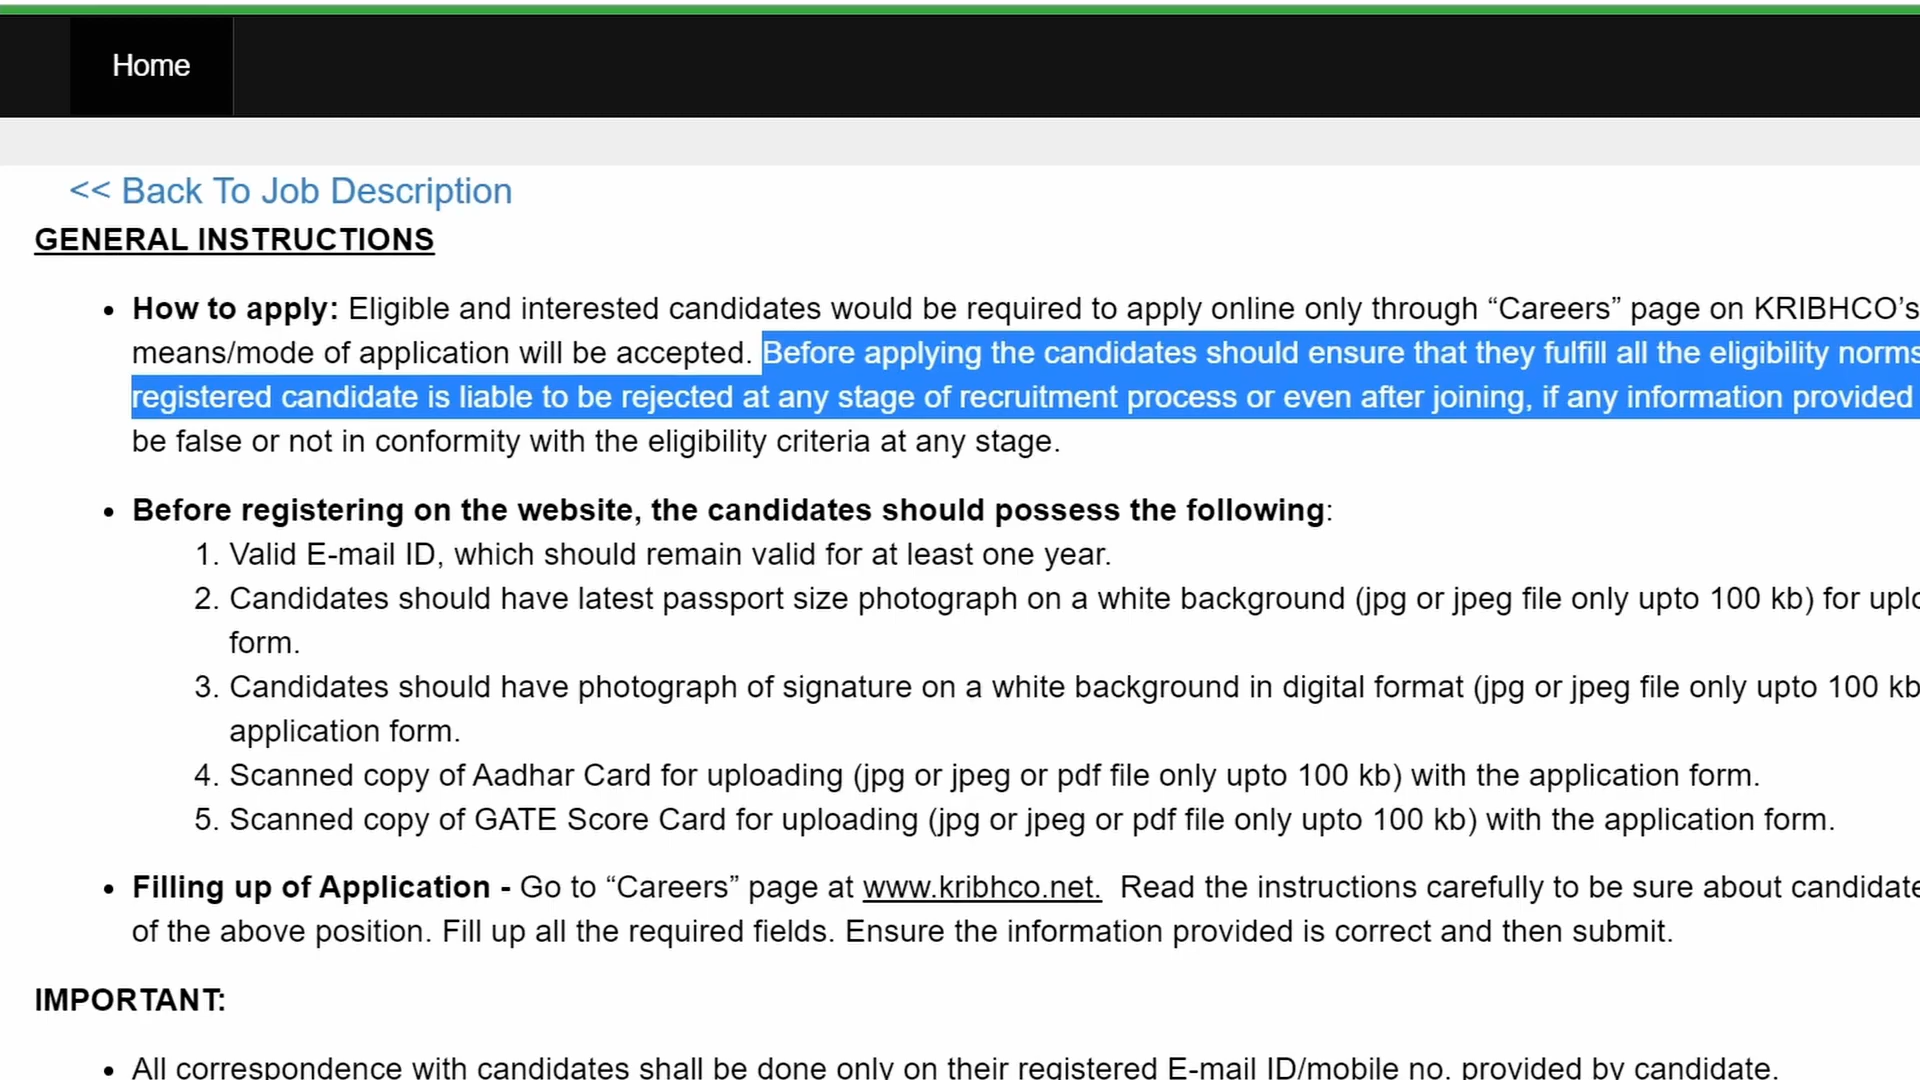 Home
<< Back To Job Description
GENERAL INSTRUCTIONS
• How to apply: Eligible and interested candidates would be required to apply online only through “Careers” page on KRIBHCO’s
means/mode of application will be accepted. Before applying the candidates should ensure that they fulfill all the eligibility norms
registered candidate is liable to be rejected at any stage of recruitment process or even after joining, if any information provided
be false or not in conformity with the eligibility criteria at any stage.
• Before registering on the website, the candidates should possess the following:
1. Valid E-mail ID, which should remain valid for at least one year.
2. Candidates should have latest passport size photograph on a white background (jpg or jpeg file only upto 100 kb) for
form.
3. Candidates should have photograph of signature on a white background in digital format (jpg or jpeg file only upto 100 kb
application form.
4. Scanned copy of Aadhar Card for uploading (jpg or jpeg or pdf file only upto 100 kb) with the application form.
5. Scanned copy of GATE Score Card for uploading (jpg or jpeg or pdf file only upto 100 kb) with the application form.
• Filling up of Application - Go to “Careers” page at www.kribhco.net. Read the instructions carefully to be sure about
of the above position. Fill up all the required fields. Ensure the information provided is correct and then submit.
IMPORTANT:
• All correspondence with candidates shall be done only on their registered E-mail ID/mobile no. provided by candidate.